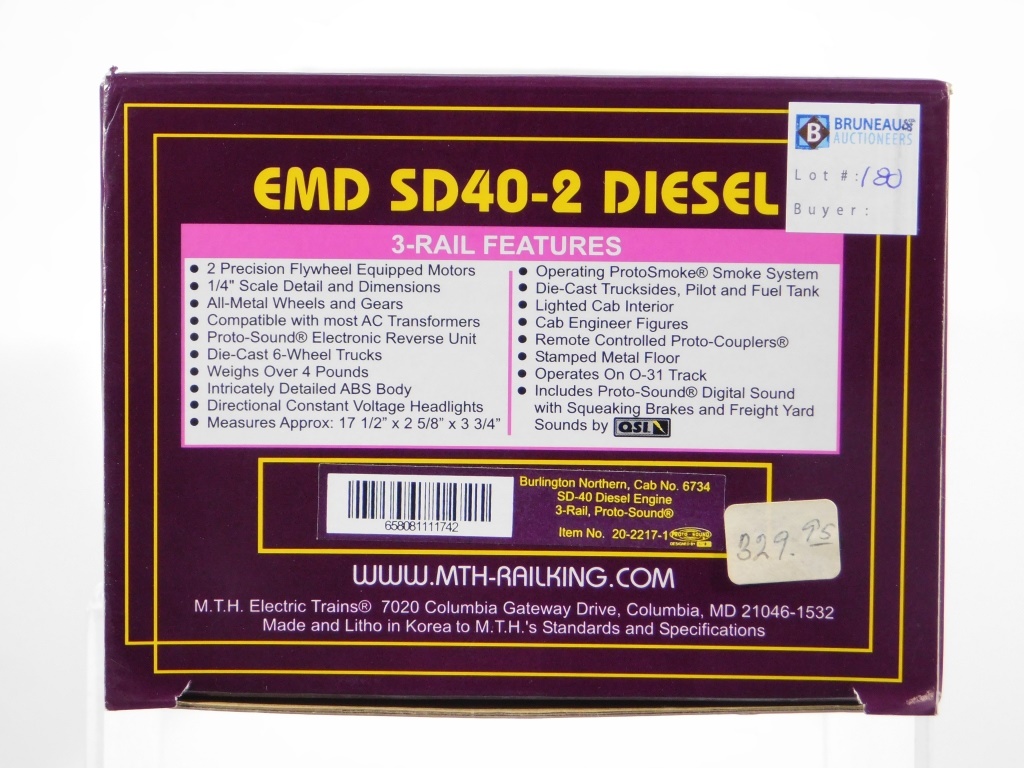 BRUNEAU&
AUCTIONEERS
Lot #: 180
Buyer:
EMD SD40-2 DIESEL
3-RAIL FEATURES
• 2 Precision Flywheel Equipped Motors
• 1/4" Scale Detail and Dimensions
• All-Metal Wheels and Gears
• Compatible with most AC Transformers
• Proto-Sound® Electronic Reverse Unit
• Die-Cast 6-Wheel Trucks
• Weighs Over 4 Pounds
• Intricately Detailed ABS Body
• Directional Constant Voltage Headlights
• Measures Approx: 17 1/2" x 2 5/8" x 3 3/4"
• Operating ProtoSmoke® Smoke System
• Die-Cast Trucksides, Pilot and Fuel Tank
• Lighted Cab Interior
• Cab Engineer Figures
• Remote Controlled Proto-Couplers®
• Stamped Metal Floor
• Operates On O-31 Track
• Includes Proto-Sound® Digital Sound
with Squeaking Brakes and Freight Yard
Sounds by QSI
658081111742
Burlington Northern, Cab No. 6734
SD-40 Diesel Engine
3-Rail, Proto-Sound®
Item No. 20-2217-1
PROTO SOUND
DESIGNED BY
329.95
WWW.MTH-RAILKING.COM
M.T.H. Electric Trains® 7020 Columbia Gateway Drive, Columbia, MD 21046-1532
Made and Litho in Korea to M.T.H.'s Standards and Specifications